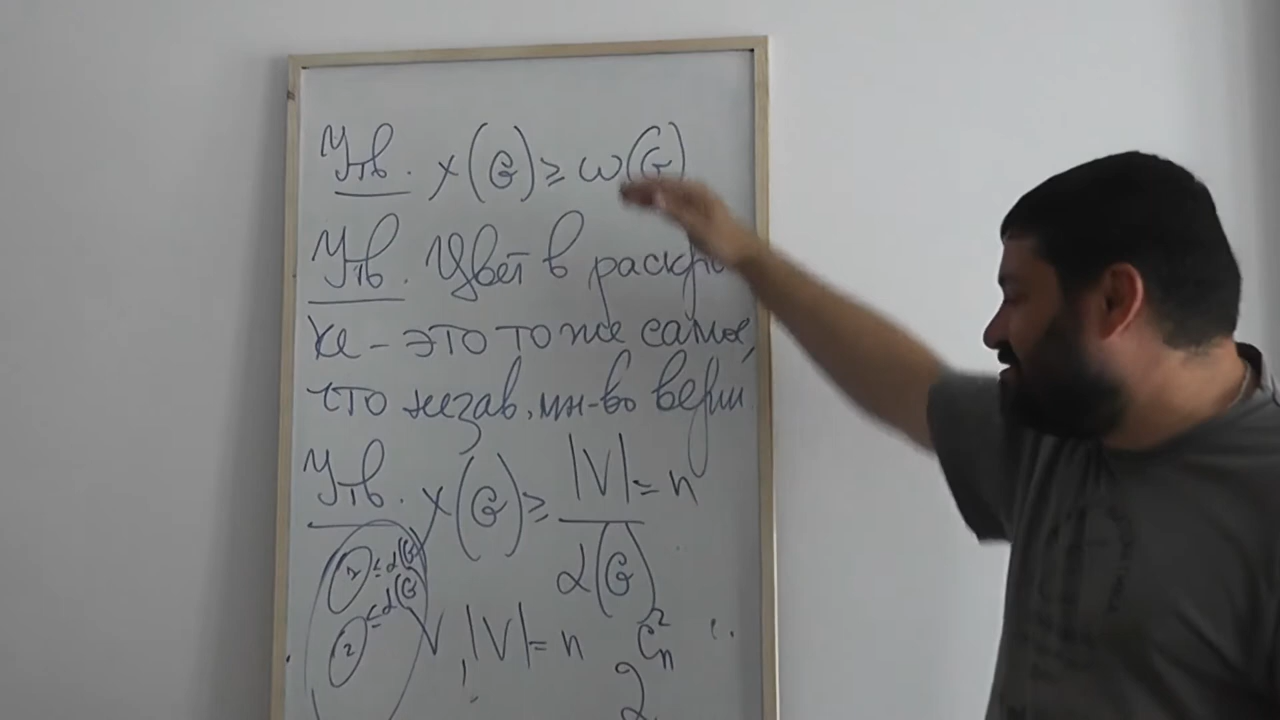 Утв. χ(G) ≥ ω(G)
Утв. Цвет в раскра
ке - это то же самое,
что незав. мн-во верш
Утв. χ(G) ≥ |V| = n
α(G)
1 ≤ α(G)
2 ≤ α(G
V, |V| = n
C_n^2
2